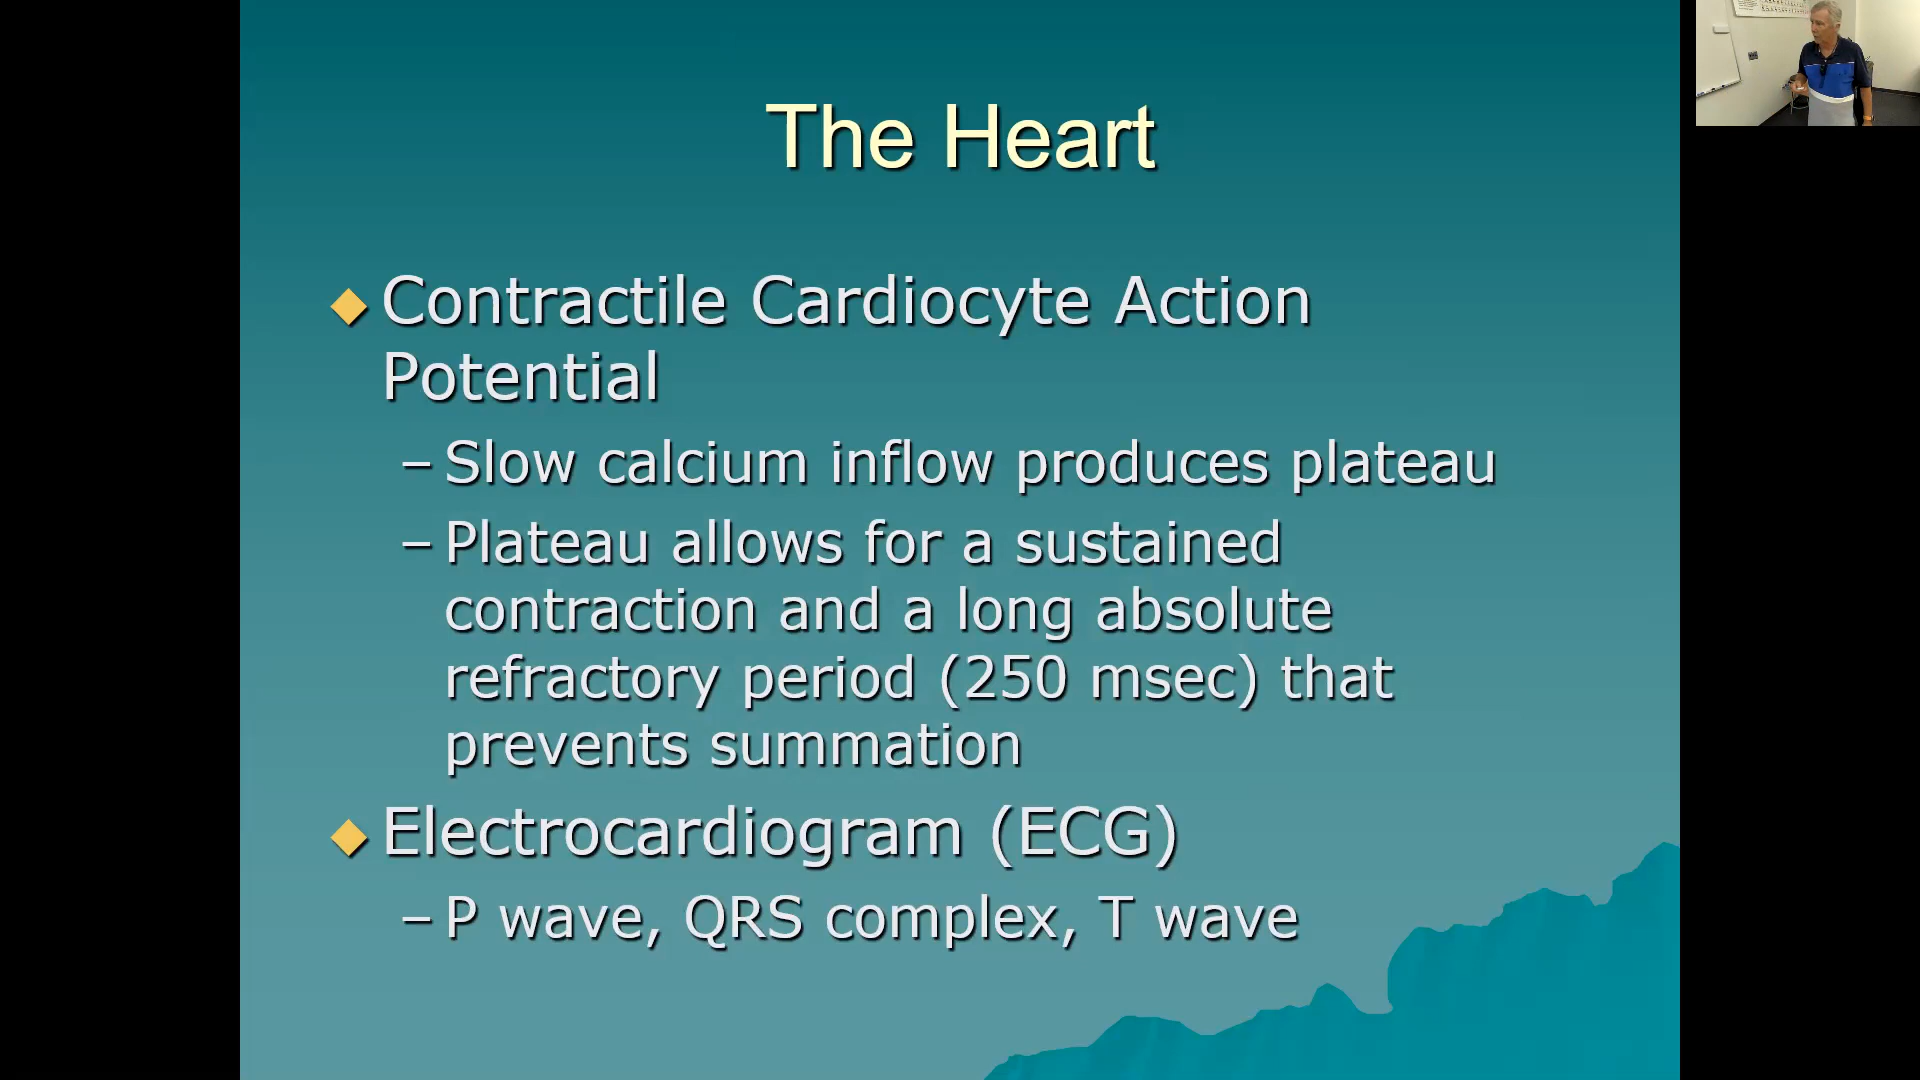 The Heart
Contractile Cardiocyte Action
Potential
– Slow calcium inflow produces plateau
– Plateau allows for a sustained
contraction and a long absolute
refractory period (250 msec) that
prevents summation
Electrocardiogram (ECG)
– P wave, QRS complex, T wave